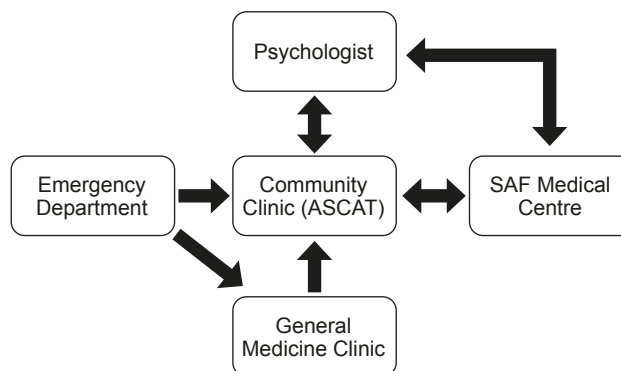 Psychologist
Emergency
Department
Community
Clinic (ASCAT)
SAF Medical
Centre
General
Medicine Clinic